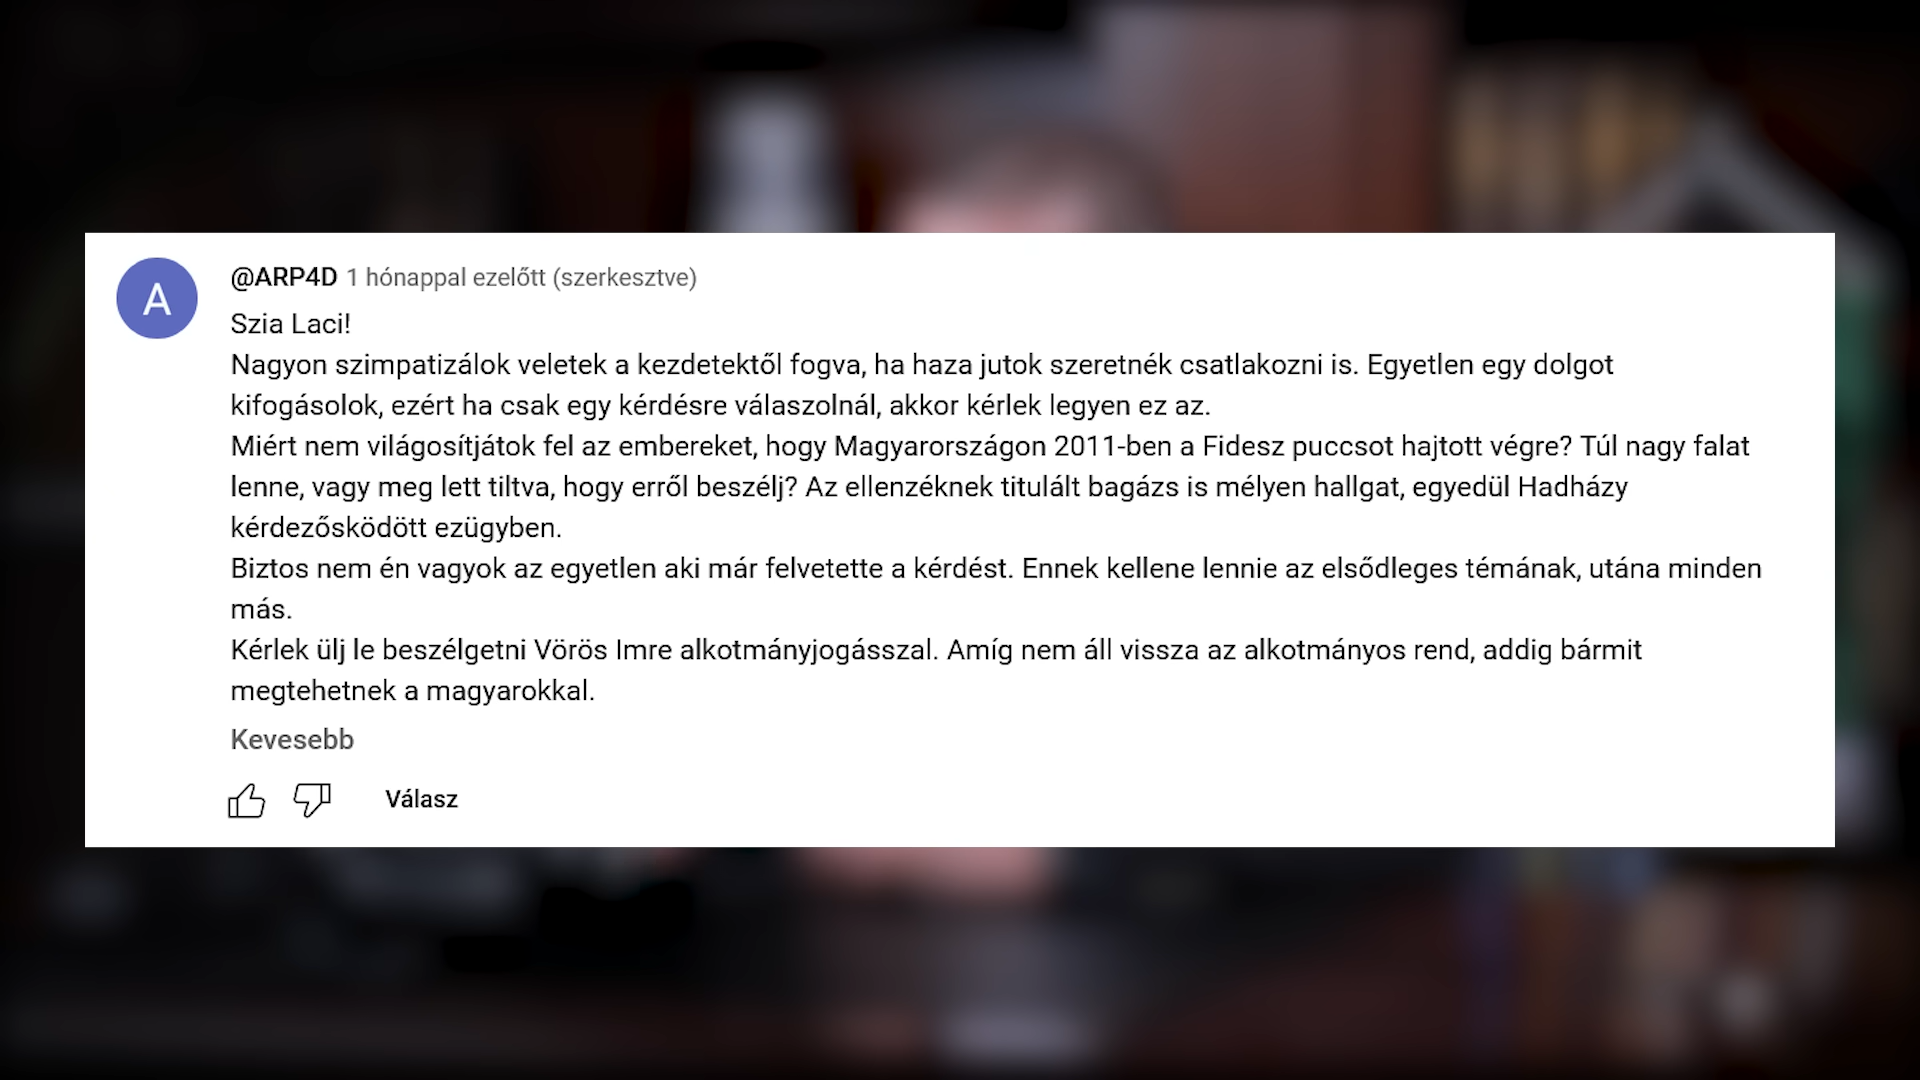 A
@ARP4D 1 hónappal ezelőtt (szerkesztve)
Szia Laci!
Nagyon szimpatizálok veletek a kezdetektől fogva, ha haza jutok szeretnék csatlakozni is. Egyetlen egy dolgot
kifogásolok, ezért ha csak egy kérdésre válaszolnál, akkor kérlek legyen ez az.
Miért nem világosítjátok fel az embereket, hogy Magyarországon 2011-ben a Fidesz puccsot hajtott végre? Túl nagy falat
lenne, vagy meg lett tiltva, hogy erről beszélj? Az ellenzéknek titulált bagázs is mélyen hallgat, egyedül Hadházy
kérdezősködött ezügyben.
Biztos nem én vagyok az egyetlen aki már felvetette a kérdést. Ennek kellene lennie az elsődleges témának, utána minden
más.
Kérlek ülj le beszélgetni Vörös Imre alkotmányjogásszal. Amíg nem áll vissza az alkotmányos rend, addig bármit
megtehetnek a magyarokkal.
Kevesebb
Válasz